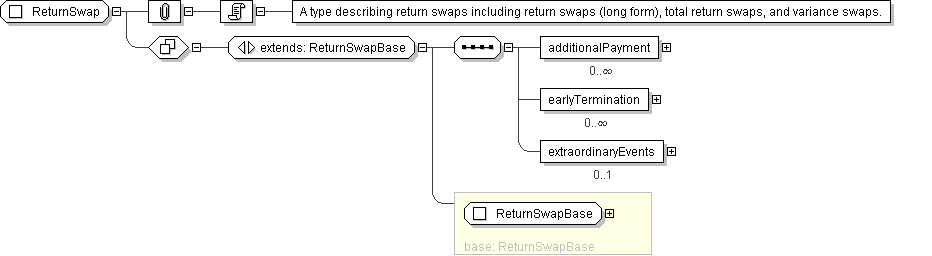 ReturnSwap
A type describing return swaps including return swaps (long form), total return swaps, and variance swaps.
extends: ReturnSwapBase
additionalPayment
0..∞
earlyTermination
0..∞
extraordinaryEvents
0..1
ReturnSwapBase
base: ReturnSwapBase